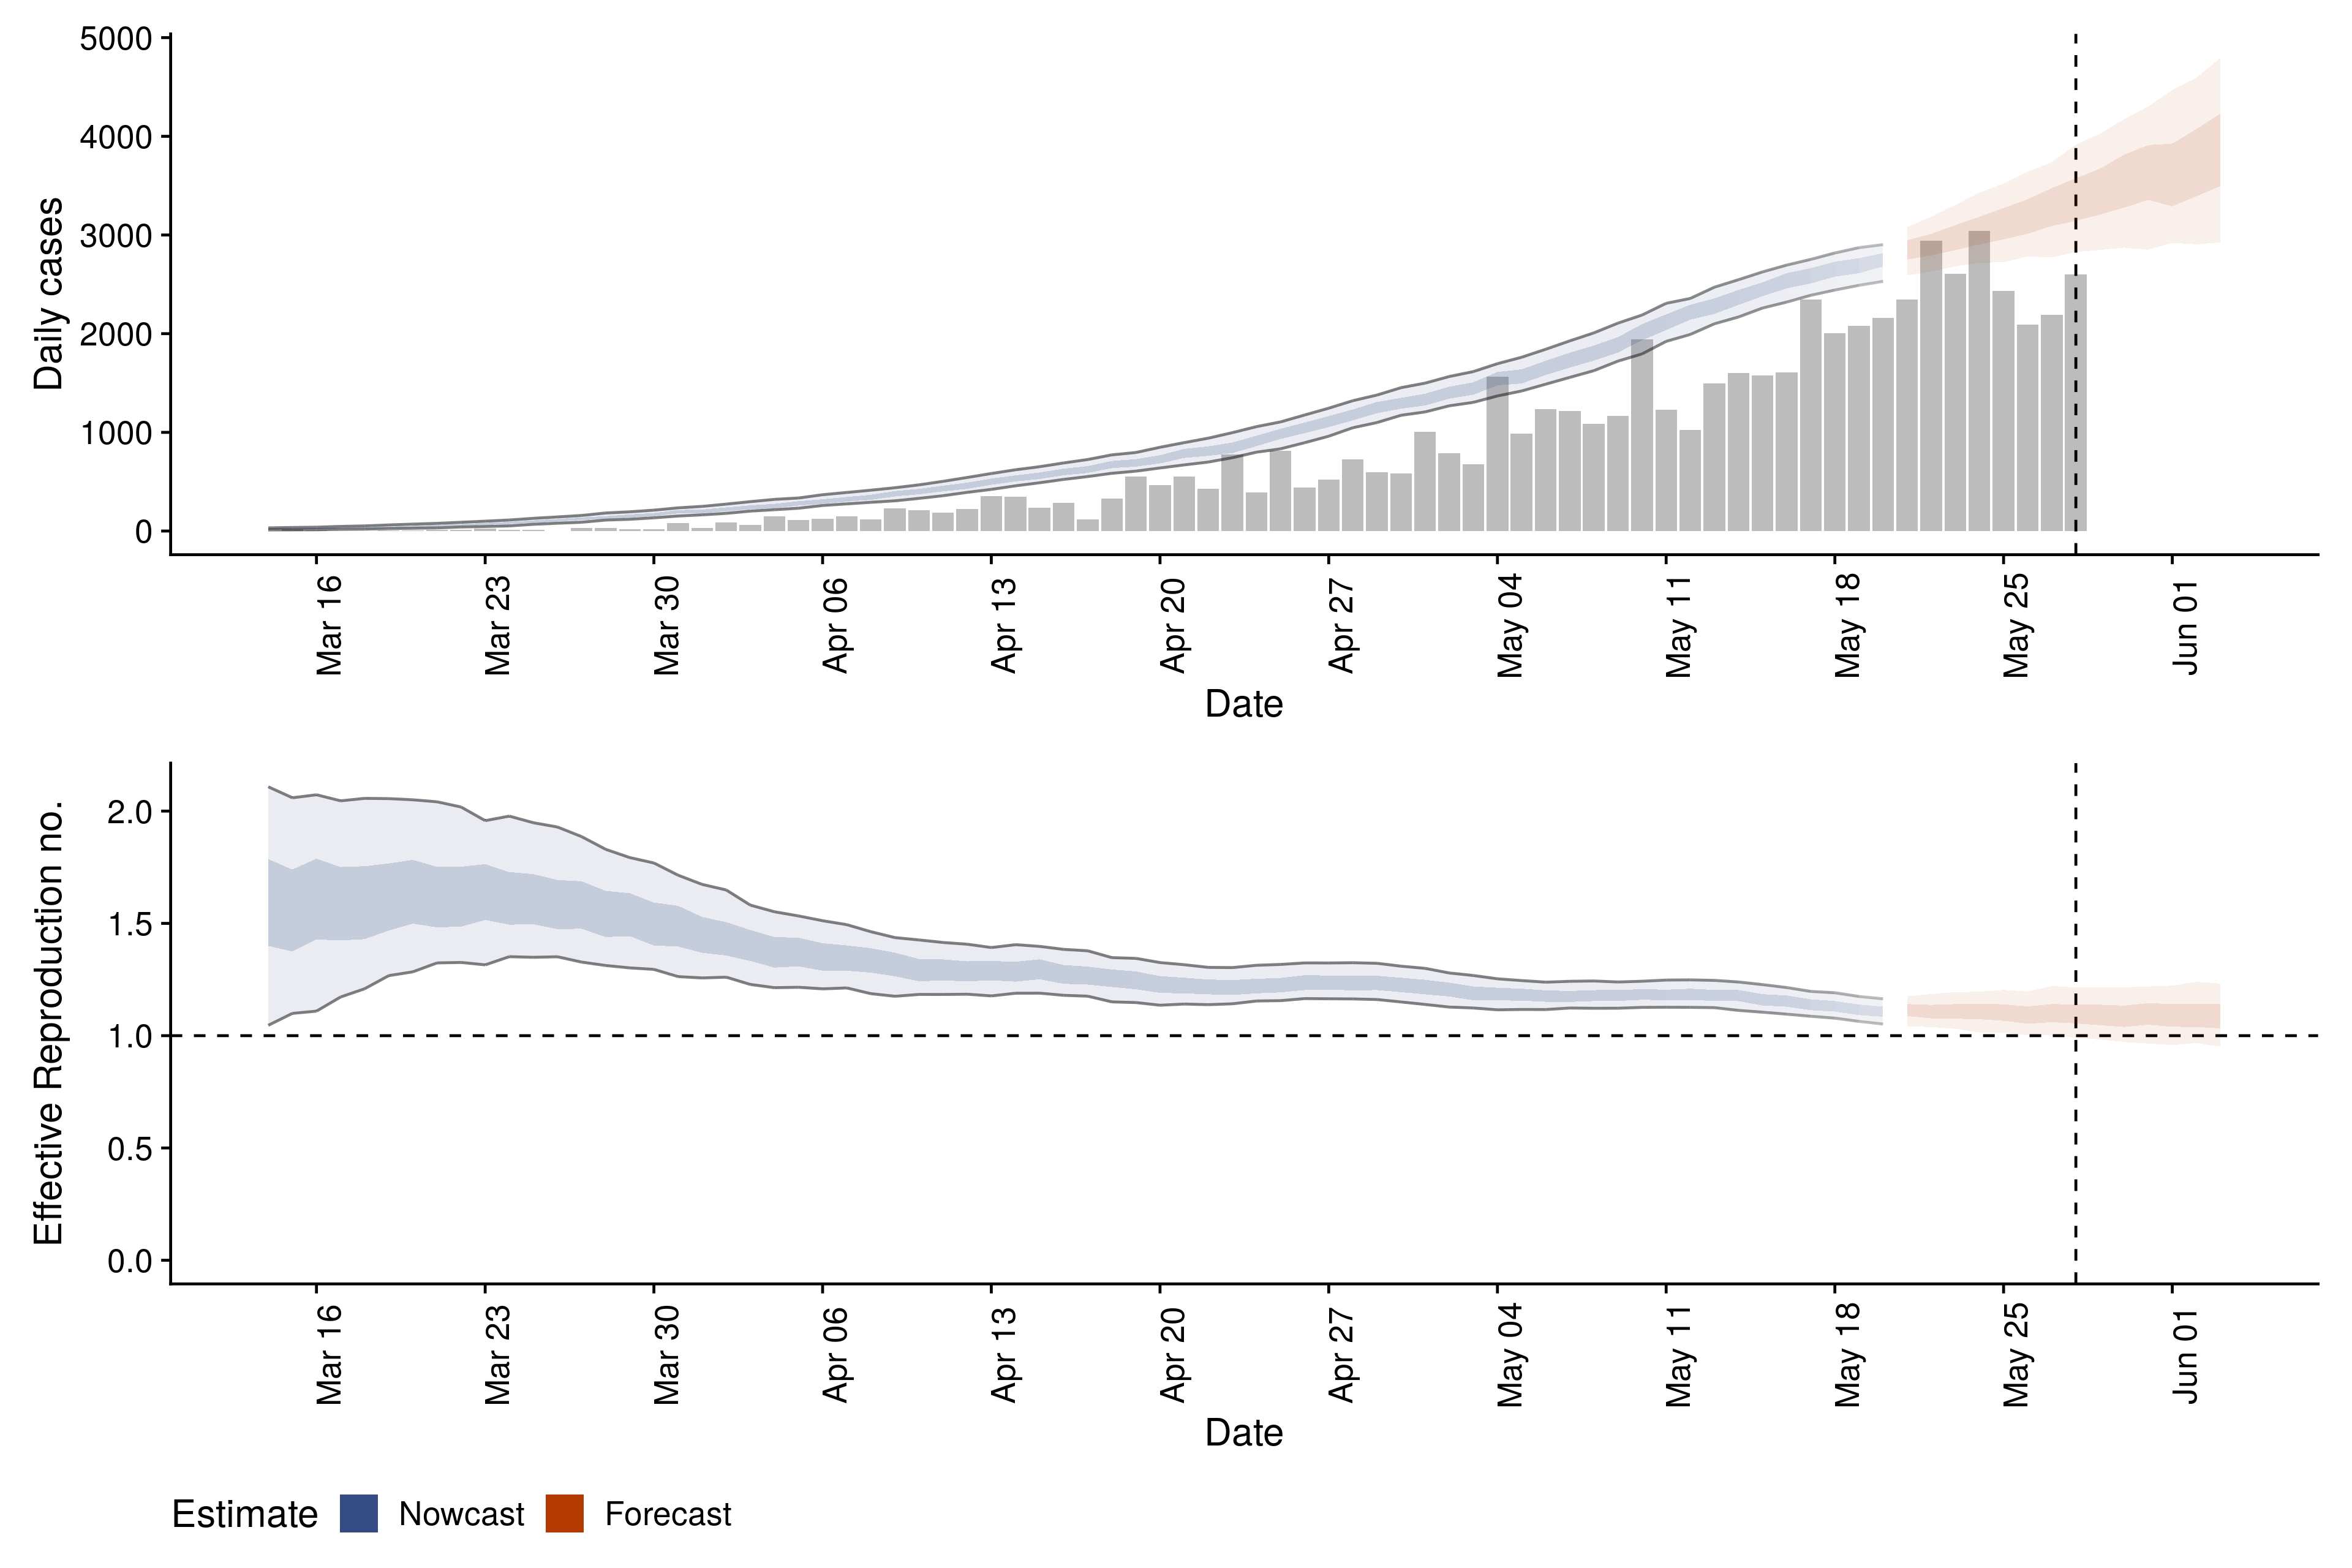 5000
4000
3000
2000
1000
0
Daily cases
Mar 16
Mar 23
Mar 30
Apr 06
Apr 13
Apr 20
Apr 27
May 04
May 11
May 18
May 25
Jun 01
Date
2.0
1.5
1.0
0.5
0.0
Effective Reproduction no.
Mar 16
Mar 23
Mar 30
Apr 06
Apr 13
Apr 20
Apr 27
May 04
May 11
May 18
May 25
Jun 01
Date
Estimate Nowcast Forecast